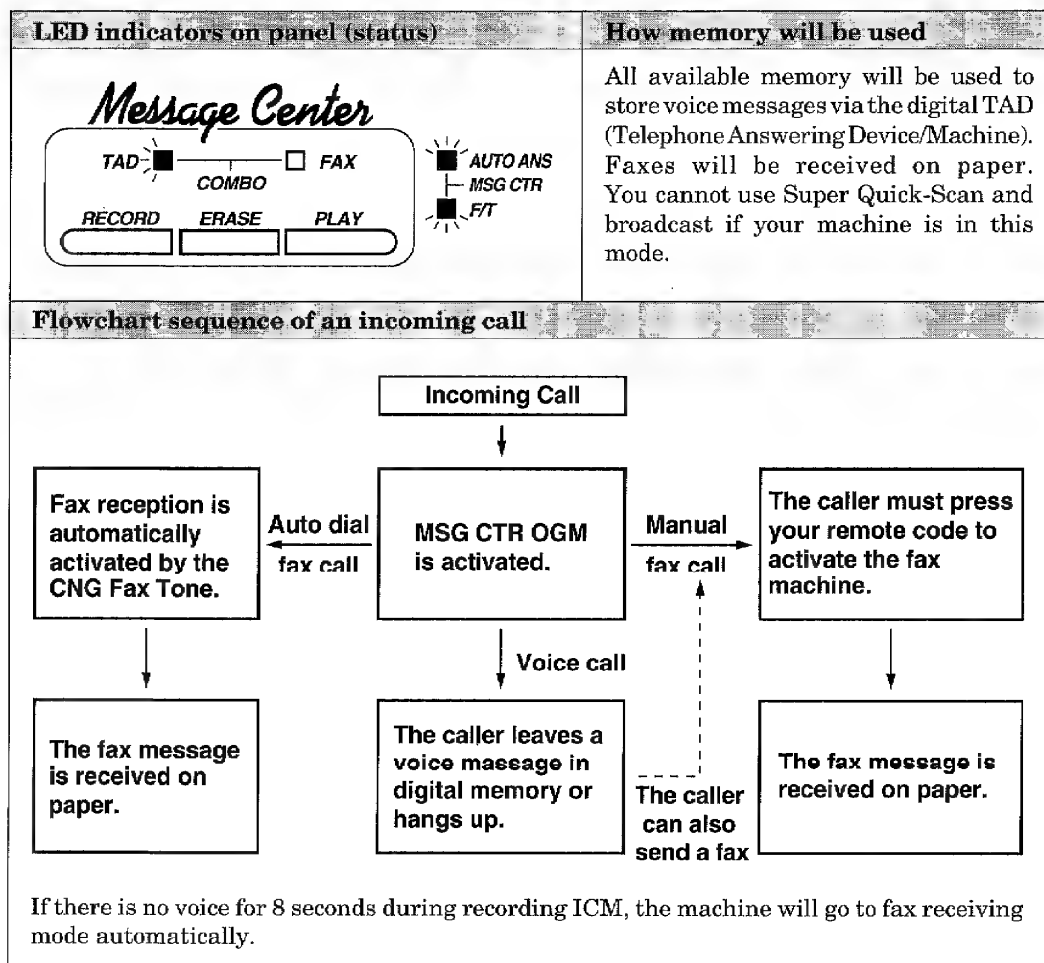 LED indicators on panel (status)
How memory will be used
Message Center
TAD
FAX
COMBO
RECORD
ERASE
PLAY
AUTO ANS
MSG CTR
F/T
All available memory will be used to
store voice messages via the digital TAD
(Telephone Answering Device/Machine).
Faxes will be received on paper.
You cannot use Super Quick-Scan and
broadcast if your machine is in this
mode.
Flowchart sequence of an incoming call
Incoming Call
Fax reception is
automatically
activated by the
CNG Fax Tone.
Auto dial
fax call
MSG CTR OGM
is activated.
Manual
fax call
The caller must press
your remote code to
activate the fax
machine.
Voice call
The fax message
is received on
paper.
The caller leaves a
voice massage in
digital memory or
hangs up.
The caller
can also
send a fax
The fax message is
received on paper.
If there is no voice for 8 seconds during recording ICM, the machine will go to fax receiving
mode automatically.